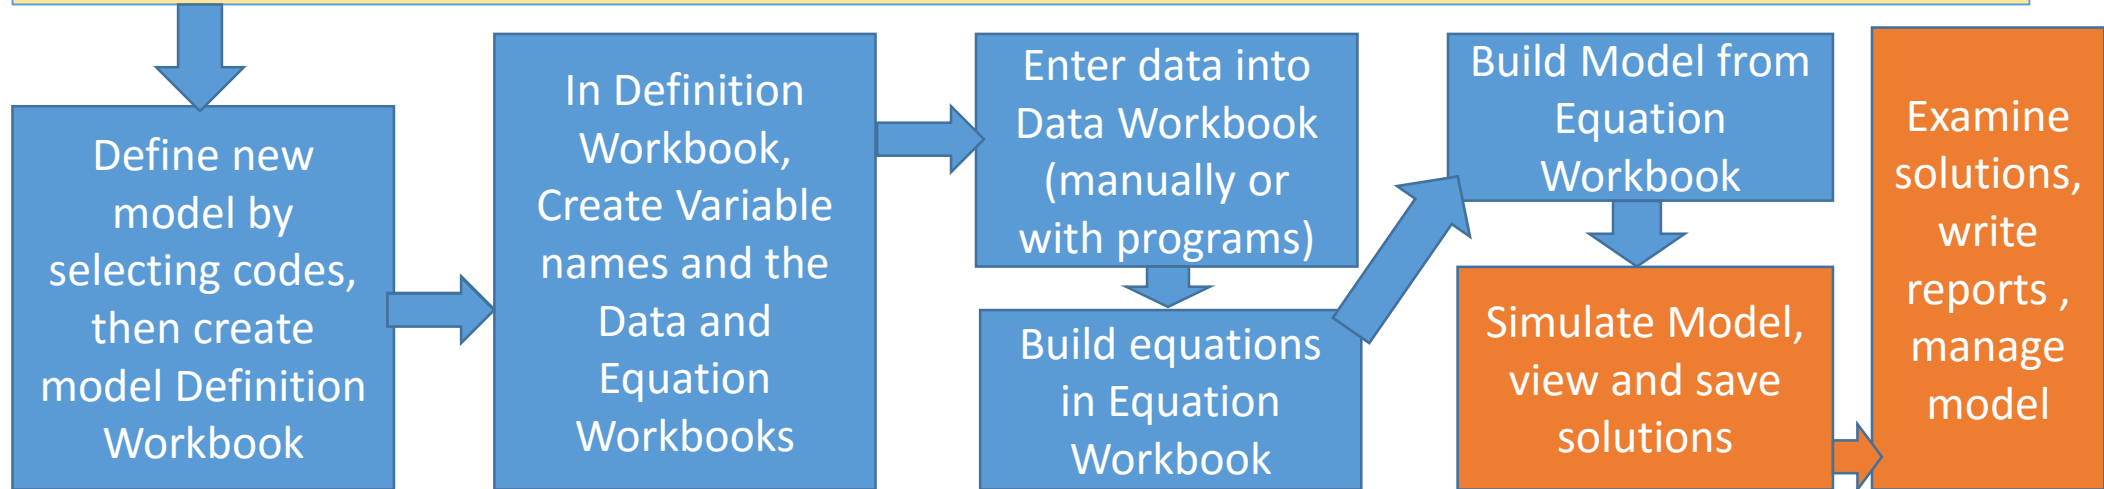 Define new
model by
selecting codes,
then create
model Definition
Workbook
In Definition
Workbook,
Create Variable
names and the
Data and
Equation
Workbooks
Enter data into
Data Workbook
(manually or
with programs)
Build equations
in Equation
Workbook
Build Model from
Equation
Workbook
Simulate Model,
view and save
solutions
Examine
solutions,
write
reports ,
manage
model